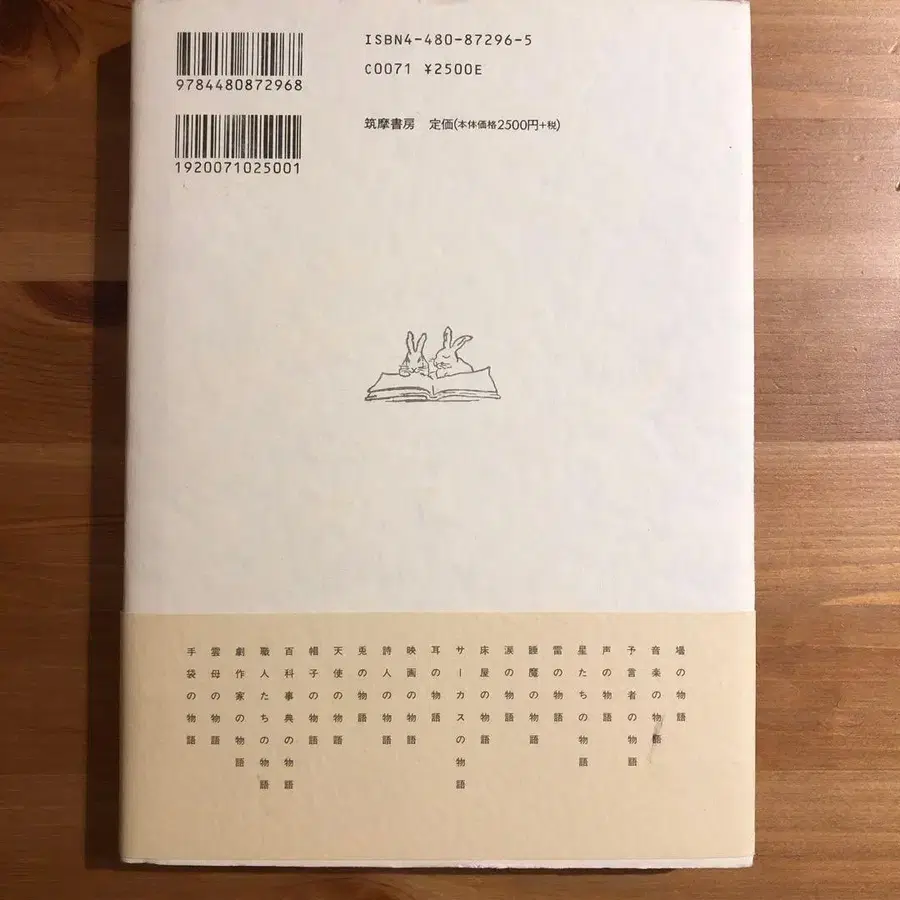 9784480872968
1920071025001
ISBN4-480-87296-5
C0071 ¥2500E
筑摩書房 定価(本体価格2500円+税)
の物語
音楽の物語
予言者の物語
声の物語
星たちの物語
雷の物語
睡魔の物語
涙の物語
床屋の物語
サーカスの物語
耳の物語
映画の物語
詩人の物語
兎の物語
天使の物語
帽子の物語
百科事典の物語
職人たちの物語
劇作家の物語
雲母の物語
手袋の物語